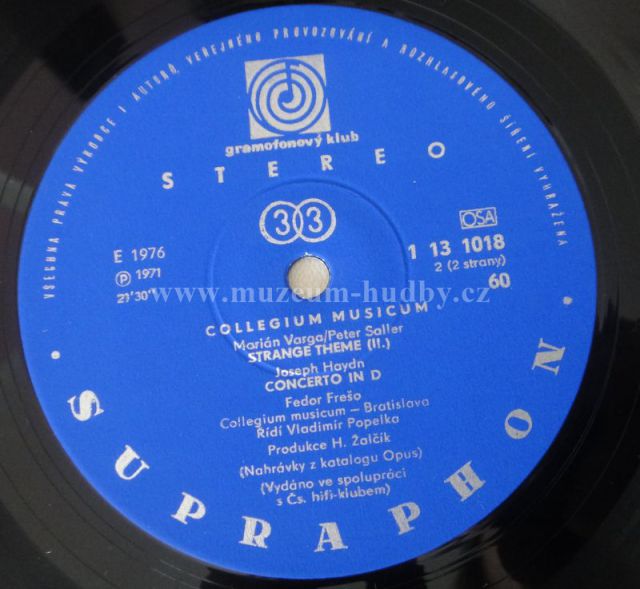 VŠECHNA PRÁVA VÝROBCE I AUTORŮ, VEŘEJNÉHO PROVOZOVÁNÍ A ROZHLASOVÉHO ŠÍŘENÍ VYHRAŽENA
gramofonový klub
STEREO
33
E 1976
Ⓟ 1971
21'30"
OSA
1 13 1018
2 (2 strany)
60
www.muzeum-hudby.cz
COLLEGIUM MUSICUM
Marián Varga/Peter Saller
STRANGE THEME (II.)
Joseph Haydn
CONCERTO IN D
Fedor Frešo
Collegium musicum – Bratislava
Řídí Vladimír Popelka
Produkce H. Žalčík
(Nahrávky z katalogu Opus)
(Vydáno ve spolupráci
s Čs. hifi-klubem)
• SUPRAPHON •